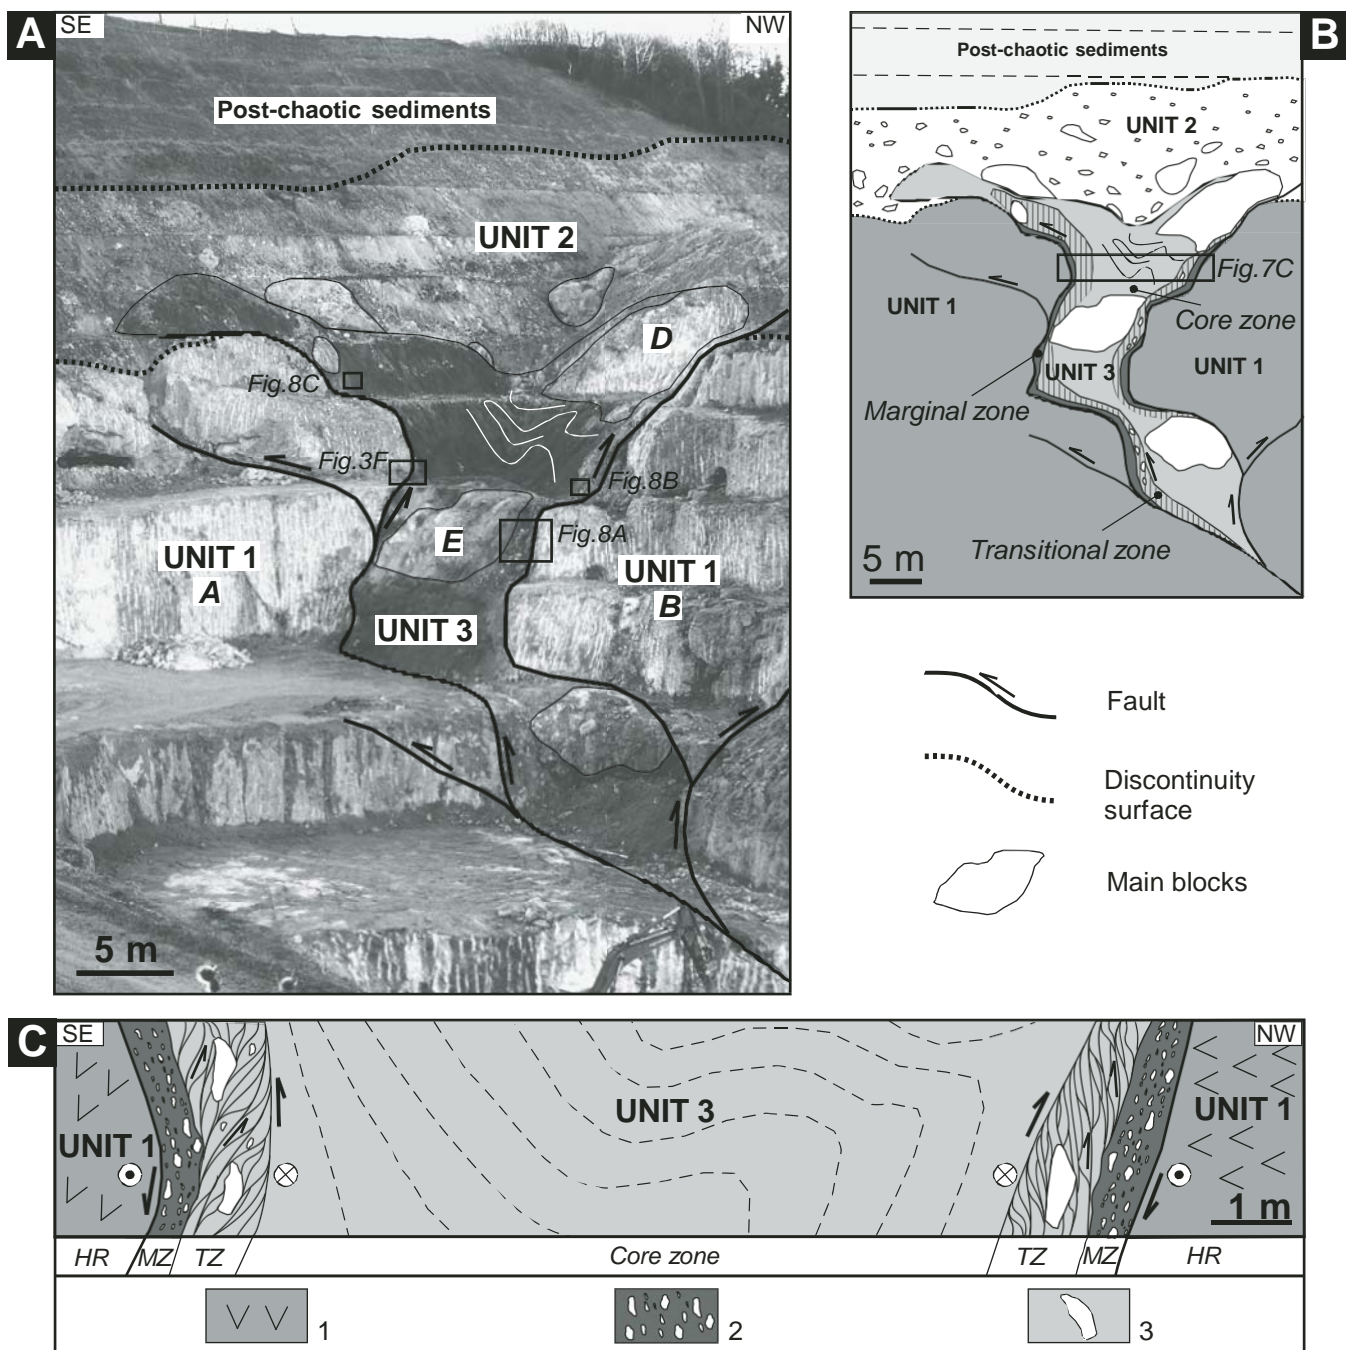 A
SE
NW
Post-chaotic sediments
UNIT 2
D
Fig.8C
Fig.3F
Fig.8B
E
Fig.8A
UNIT 1
A
UNIT 1
B
UNIT 3
5 m
B
Post-chaotic sediments
UNIT 2
Fig.7C
UNIT 1
Core zone
UNIT 3
UNIT 1
Marginal zone
Transitional zone
5 m
Fault
Discontinuity
surface
Main blocks
C
SE
NW
UNIT 1
UNIT 3
UNIT 1
1 m
HR
MZ
TZ
Core zone
TZ
MZ
HR
1
2
3